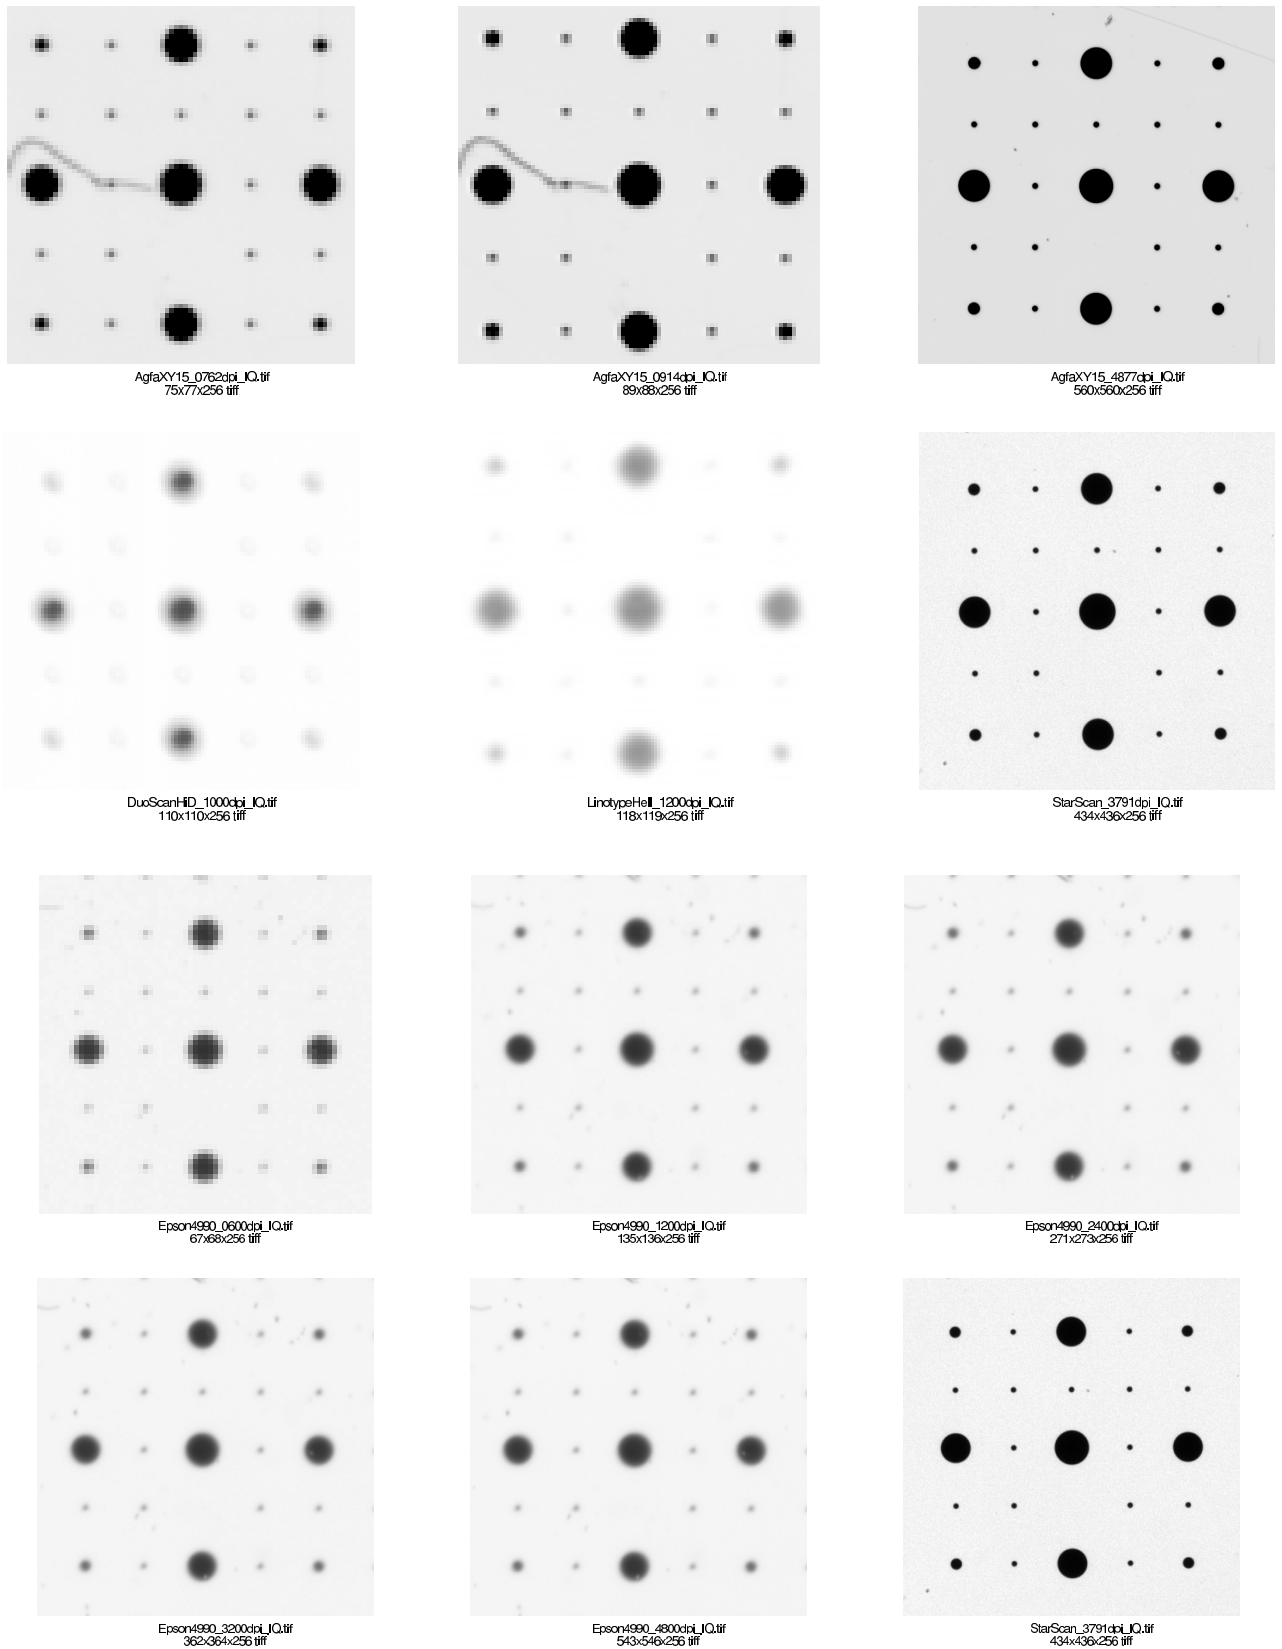 AgfaXY15_0762dpi_IQ.tif
75x77x256 tiff
AgfaXY15_0914dpi_IQ.tif
89x88x256 tiff
AgfaXY15_4877dpi_IQ.tif
560x560x256 tiff
DuoScanHiD_1000dpi_IQ.tif
110x110x256 tiff
LinotypeHell_1200dpi_IQ.tif
118x119x256 tiff
StarScan_3791dpi_IQ.tif
434x436x256 tiff
Epson4990_0600dpi_IQ.tif
67x68x256 tiff
Epson4990_1200dpi_IQ.tif
135x136x256 tiff
Epson4990_2400dpi_IQ.tif
271x273x256 tiff
Epson4990_3200dpi_IQ.tif
362x364x256 tiff
Epson4990_4800dpi_IQ.tif
543x546x256 tiff
StarScan_3791dpi_IQ.tif
434x436x256 tiff